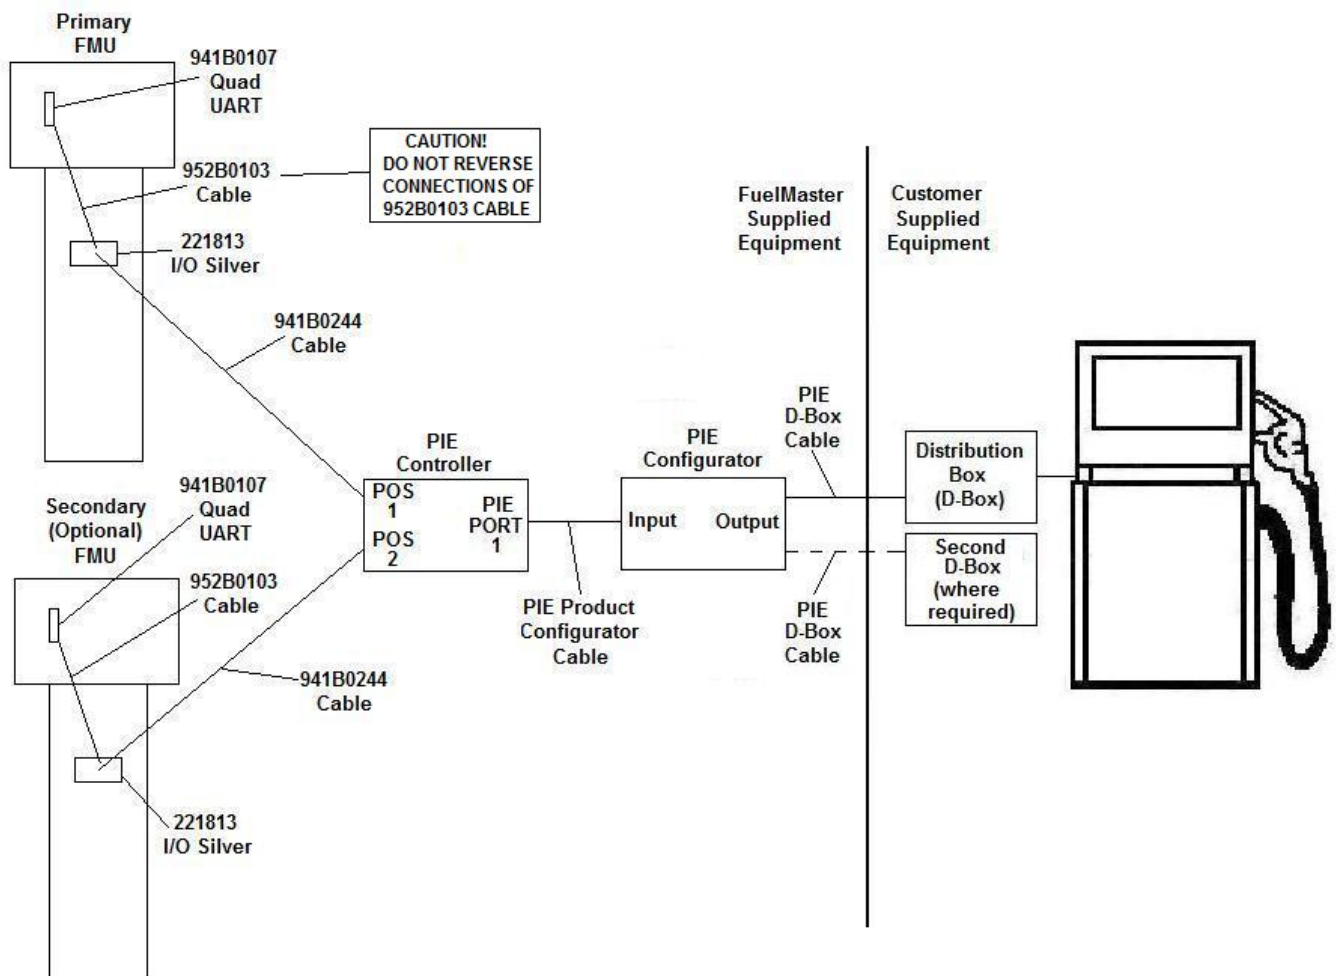 Primary
FMU
941B0107
Quad
UART
952B0103
Cable
CAUTION!
DO NOT REVERSE
CONNECTIONS OF
952B0103 CABLE
221813
I/O Silver
941B0244
Cable
FuelMaster
Supplied
Equipment
Customer
Supplied
Equipment
PIE
Controller
POS
1
POS
2
PIE
PORT
1
PIE Product
Configurator
Cable
PIE
Configurator
Input
Output
PIE
D-Box
Cable
PIE
D-Box
Cable
Distribution
Box
(D-Box)
Second
D-Box
(where
required)
Secondary
(Optional)
FMU
941B0107
Quad
UART
952B0103
Cable
941B0244
Cable
221813
I/O Silver